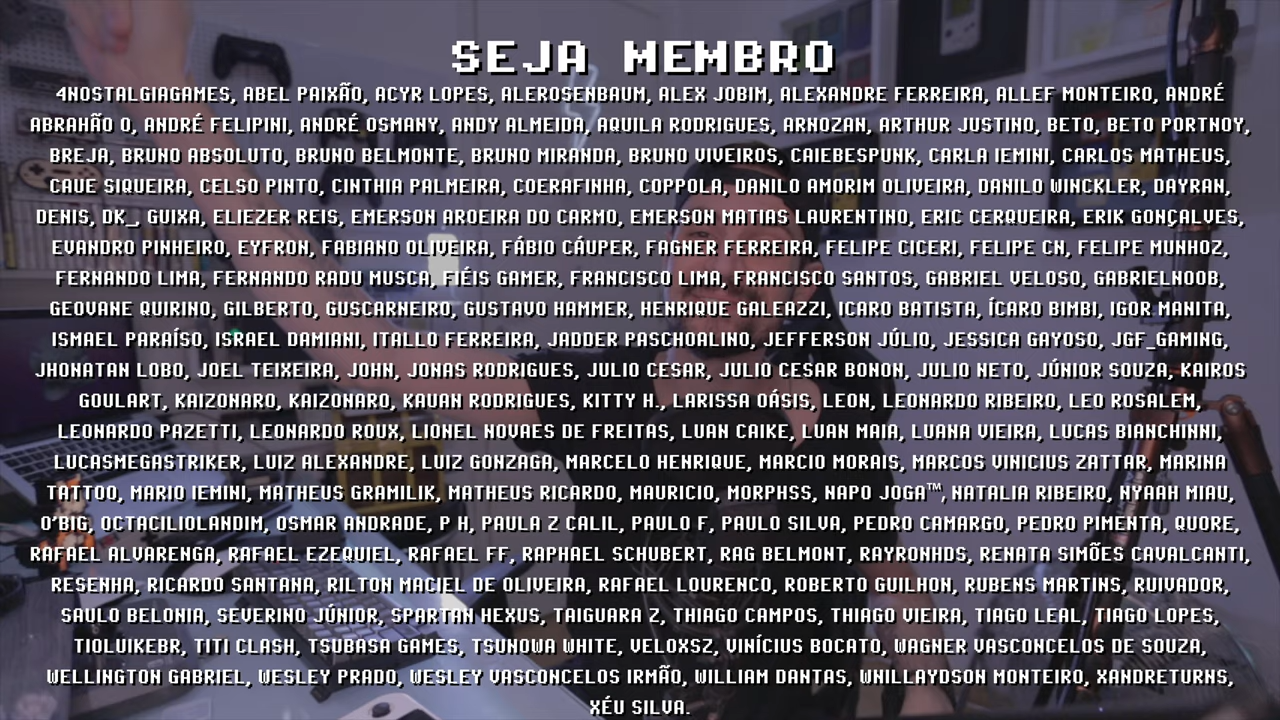 SEJA MEMBRO
4NOSTALGIAGAMES, ABEL PAIXÃO, ACYR LOPES, ALEROSENBAUM, ALEX JOBIM, ALEXANDRE FERREIRA, ALLEF MONTEIRO, ANDRÉ
ABRAHÃO O, ANDRÉ FELIPINI, ANDRÉ OSMANY, ANDY ALMEIDA, AQUILA RODRIGUES, ARNOZAN, ARTHUR JUSTINO, BETO, BETO PORTNOY,
BREJA, BRUNO ABSOLUTO, BRUNO BELMONTE, BRUNO MIRANDA, BRUNO VIVEIROS, CAIEBESPUNK, CARLA IEMINI, CARLOS MATHEUS,
CAUE SIQUEIRA, CELSO PINTO, CINTHIA PALMEIRA, COERAFINHA, COPPOLA, DANILO AMORIM OLIVEIRA, DANILO WINCKLER, DAYRAN,
DENIS, DK_, GUIXA, ELIEZER REIS, EMERSON AROEIRA DO CARMO, EMERSON MATIAS LAURENTINO, ERIC CERQUEIRA, ERIK GONÇALVES,
EVANDRO PINHEIRO, EYFRON, FABIANO OLIVEIRA, FÁBIO CÁUPER, FAGNER FERREIRA, FELIPE CICERI, FELIPE CN, FELIPE MUNHOZ,
FERNANDO LIMA, FERNANDO RADU MUSCA, FIÉIS GAMER, FRANCISCO LIMA, FRANCISCO SANTOS, GABRIEL VELOSO, GABRIELNOOB,
GEOVANE QUIRINO, GILBERTO, GUSCARNEIRO, GUSTAVO HAMMER, HENRIQUE GALEAZZI, ICARO BATISTA, ÍCARO BIMBI, IGOR MANITA,
ISMAEL PARAÍSO, ISRAEL DAMIANI, ITALLO FERREIRA, JADDER PASCHOALINO, JEFFERSON JÚLIO, JESSICA GAYOSO, JGF_GAMING,
JHONATAN LOBO, JOEL TEIXEIRA, JOHN, JONAS RODRIGUES, JULIO CESAR, JULIO CESAR BONON, JULIO NETO, JÚNIOR SOUZA, KAIROS
GOULART, KAIZONARO, KAIZONARO, KAUAN RODRIGUES, KITTY H., LARISSA OÁSIS, LEON, LEONARDO RIBEIRO, LEO ROSALEM,
LEONARDO PAZETTI, LEONARDO ROUX, LIONEL NOVAES DE FREITAS, LUAN CAIKE, LUAN MAIA, LUANA VIEIRA, LUCAS BIANCHINNI,
LUCASMEGASTRIKER, LUIZ ALEXANDRE, LUIZ GONZAGA, MARCELO HENRIQUE, MARCIO MORAIS, MARCOS VINICIUS ZATTAR, MARINA
TATTOO, MARIO IEMINI, MATHEUS GRAMILIK, MATHEUS RICARDO, MAURICIO, MORPHSS, NAPO JOGA™, NATALIA RIBEIRO, NYAAH MIAU,
O'BIG, OCTACILIOLANDIM, OSMAR ANDRADE, P H, PAULA Z CALIL, PAULO F, PAULO SILVA, PEDRO CAMARGO, PEDRO PIMENTA, QUORE,
RAFAEL ALVARENGA, RAFAEL EZEQUIEL, RAFAEL FF, RAPHAEL SCHUBERT, RAG BELMONT, RAYRONHDS, RENATA SIMÕES CAVALCANTI,
RESENHA, RICARDO SANTANA, RILTON MACIEL DE OLIVEIRA, RAFAEL LOURENCO, ROBERTO GUILHON, RUBENS MARTINS, RUIVADOR,
SAULO BELONIA, SEVERINO JÚNIOR, SPARTAN HEXUS, TAIGUARA Z, THIAGO CAMPOS, THIAGO VIEIRA, TIAGO LEAL, TIAGO LOPES,
TIOLUIKEBR, TITI CLASH, TSUBASA GAMES, TSUNOWA WHITE, VELOXSZ, VINÍCIUS BOCATO, WAGNER VASCONCELOS DE SOUZA,
WELLINGTON GABRIEL, WESLEY PRADO, WESLEY VASCONCELOS IRMÃO, WILLIAM DANTAS, WNILLAYDSON MONTEIRO, XANDRETURNS,
XÉU SILVA.